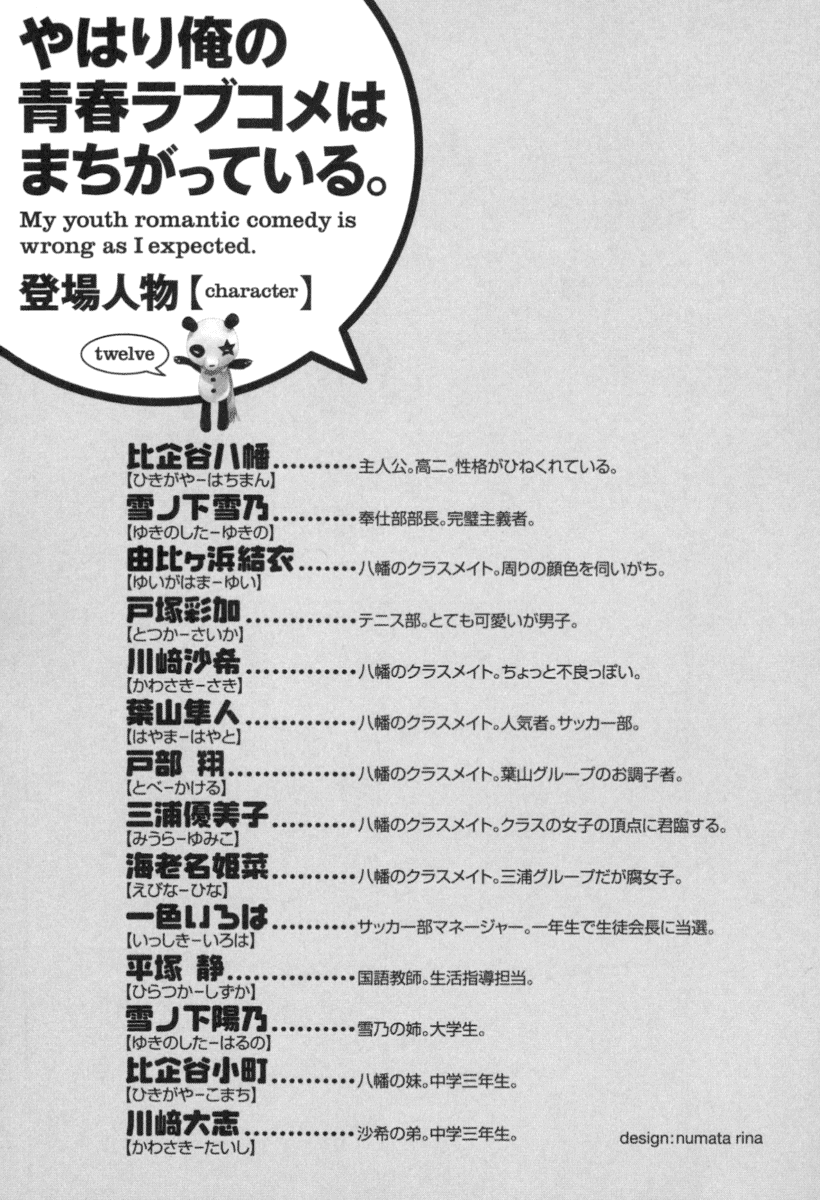 やはり俺の
青春ラブコメは
まちがっている。
My youth romantic comedy is
wrong as I expected.
登場人物【character】
twelve
比企谷八幡…………主人公。高二。性格がひねくれている。
【ひきがや－はちまん】
雪ノ下雪乃…………奉仕部部長。完璧主義者。
【ゆきのした－ゆきの】
由比ヶ浜結衣………八幡のクラスメイト。周りの顔色を伺いがち。
【ゆいがはま－ゆい】
戸塚彩加……………テニス部。とても可愛いが男子。
【とつか－さいか】
川﨑沙希……………八幡のクラスメイト。ちょっと不良っぽい。
【かわさき－さき】
葉山隼人……………八幡のクラスメイト。人気者。サッカー部。
【はやま－はやと】
戸部 翔……………八幡のクラスメイト。葉山グループのお調子者。
【とべ－かける】
三浦優美子…………八幡のクラスメイト。クラスの女子の頂点に君臨する。
【みうら－ゆみこ】
海老名姫菜…………八幡のクラスメイト。三浦グループだが腐女子。
【えびな－ひな】
一色いろは…………サッカー部マネージャー。一年生で生徒会長に当選。
【いっしき－いろは】
平塚 静……………国語教師。生活指導担当。
【ひらつか－しずか】
雪ノ下陽乃…………雪乃の姉。大学生。
【ゆきのした－はるの】
比企谷小町…………八幡の妹。中学三年生。
【ひきがや－こまち】
川﨑大志……………沙希の弟。中学三年生。
【かわさき－たいし】
design:numata rina